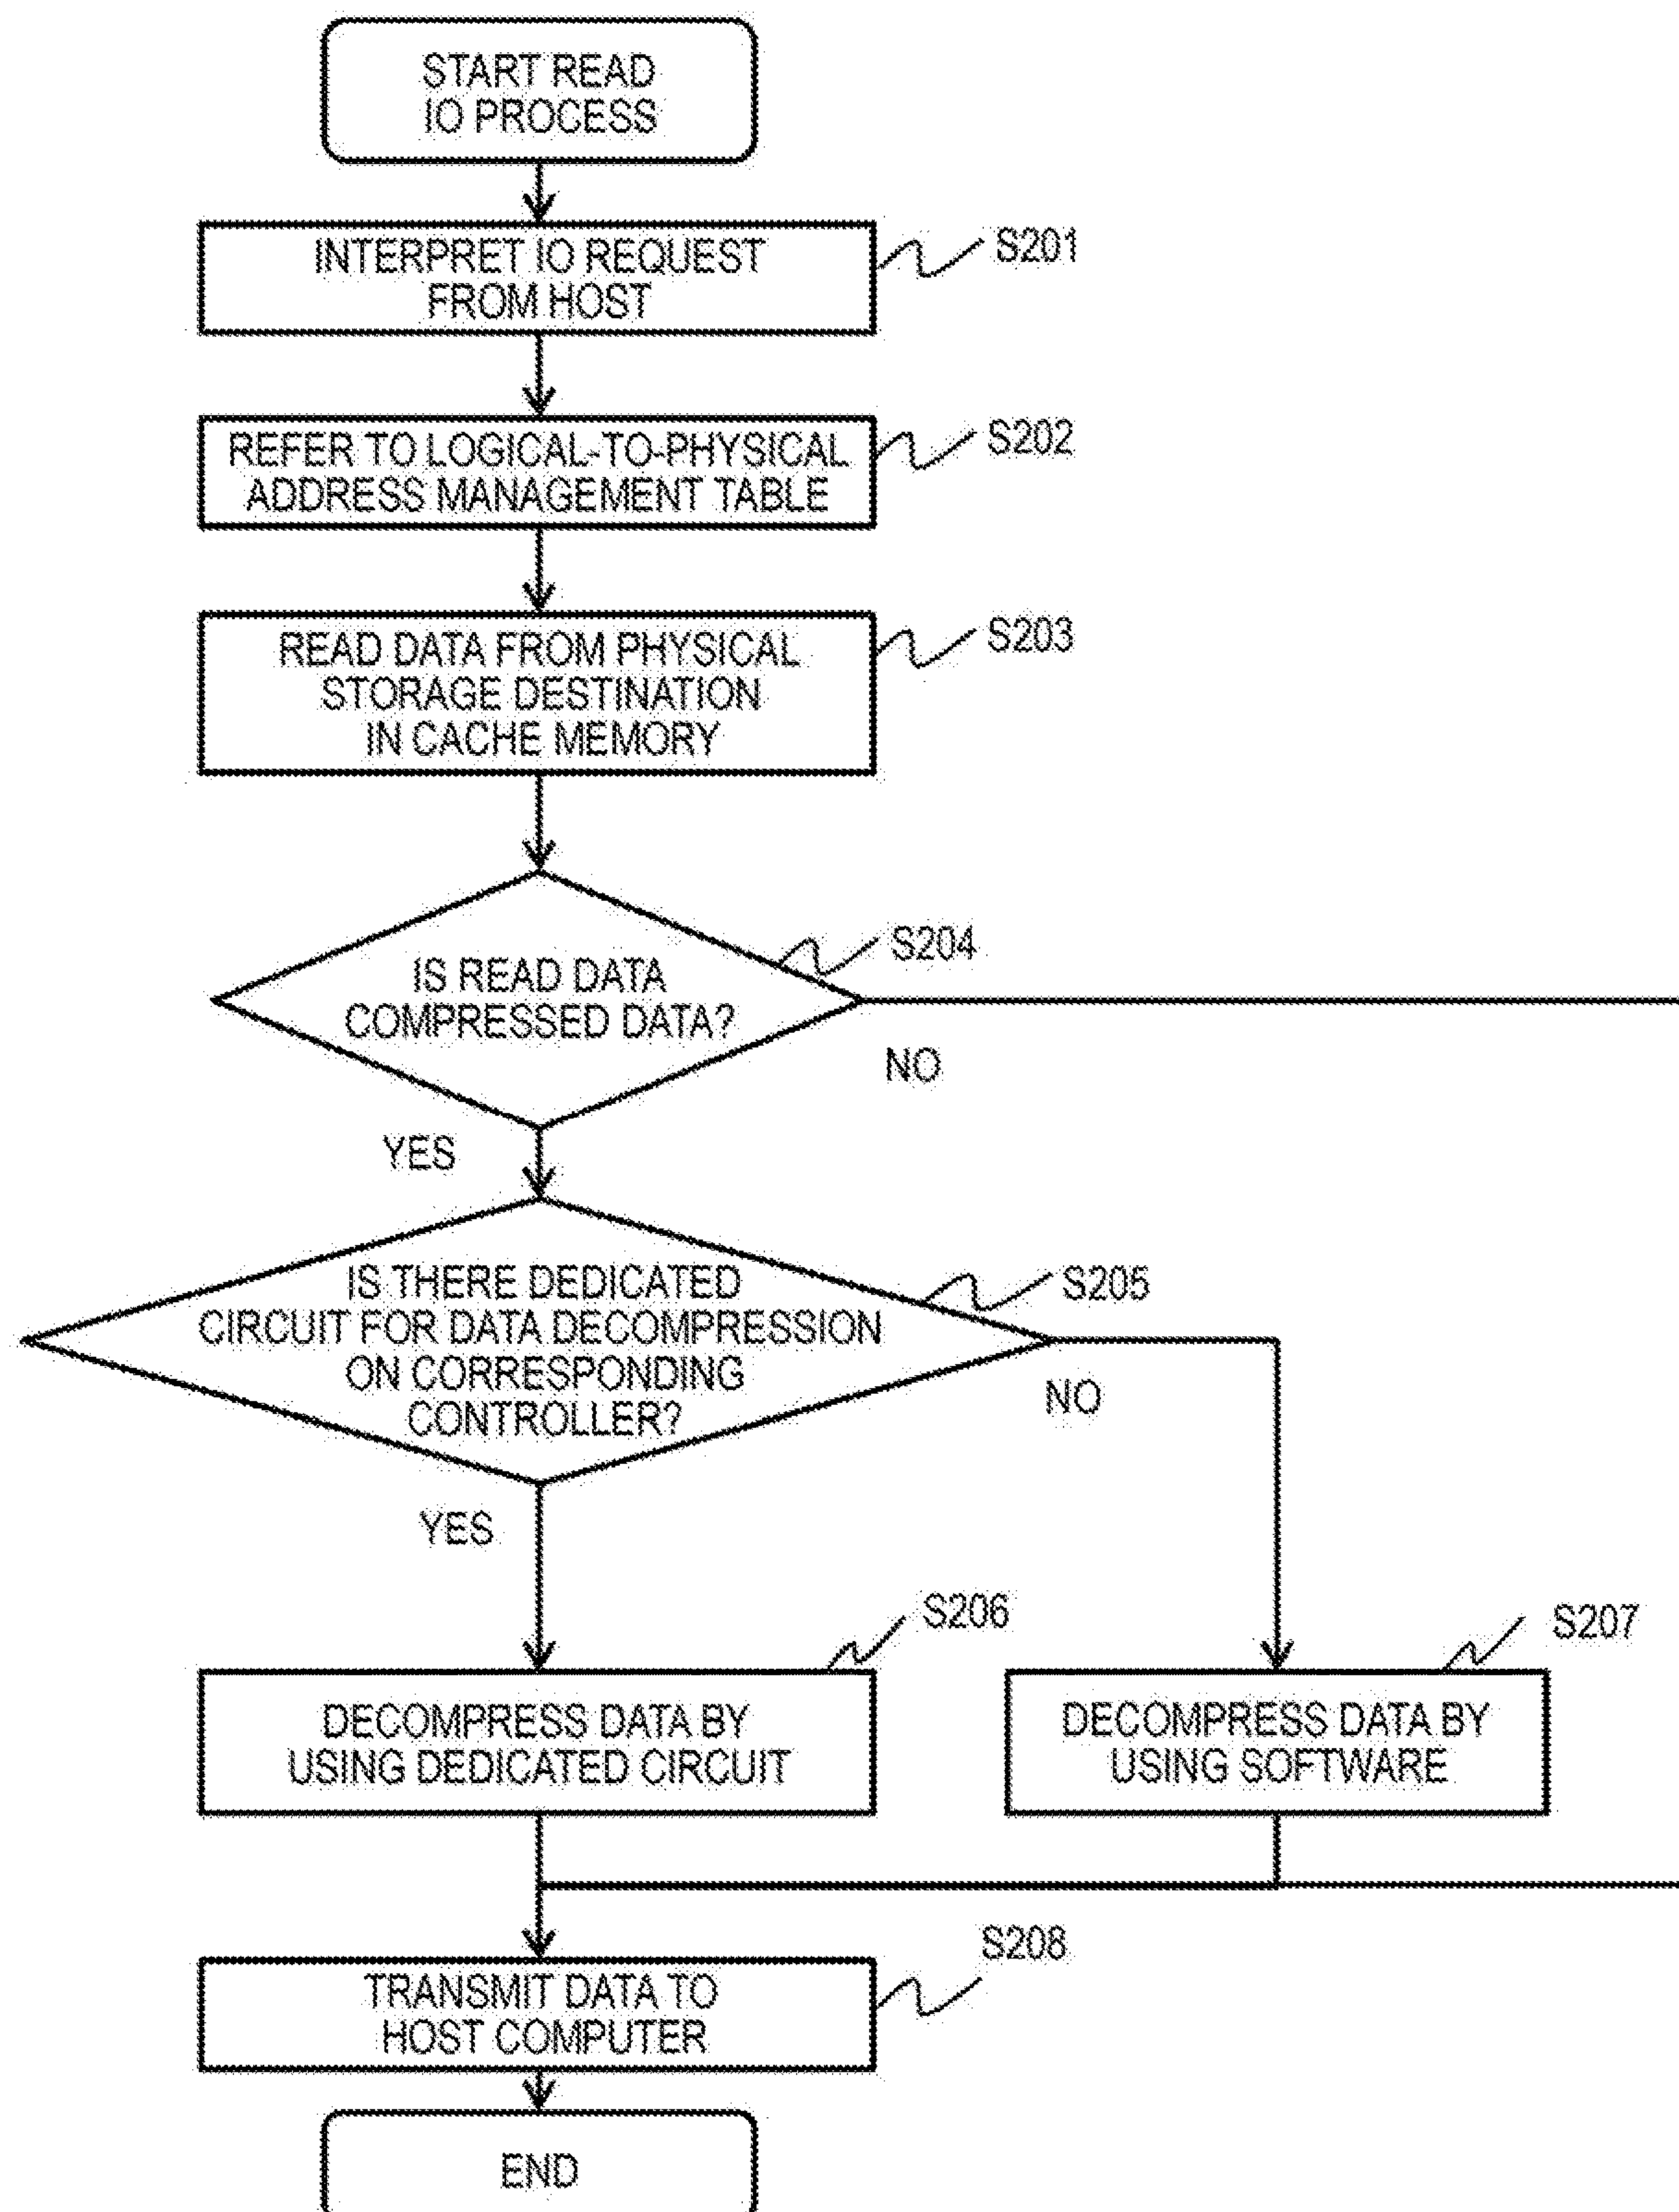 START READ
IO PROCESS
INTERPRET IO REQUEST
FROM HOST
S201
REFER TO LOGICAL-TO-PHYSICAL
ADDRESS MANAGEMENT TABLE
S202
READ DATA FROM PHYSICAL
STORAGE DESTINATION
IN CACHE MEMORY
S203
IS READ DATA
COMPRESSED DATA?
S204
NO
YES
IS THERE DEDICATED
CIRCUIT FOR DATA DECOMPRESSION
ON CORRESPONDING
CONTROLLER?
S205
NO
YES
S206
DECOMPRESS DATA BY
USING DEDICATED CIRCUIT
S207
DECOMPRESS DATA BY
USING SOFTWARE
S208
TRANSMIT DATA TO
HOST COMPUTER
END